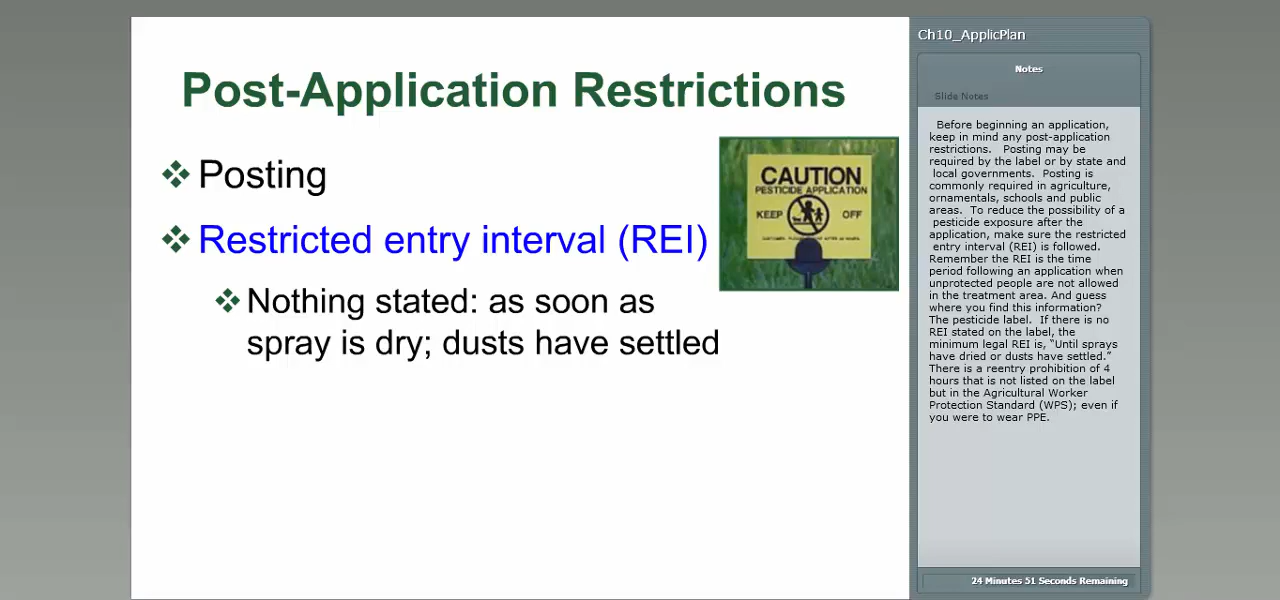 Post-Application Restrictions
Posting
Restricted entry interval (REI)
Nothing stated: as soon as
spray is dry; dusts have settled
CAUTION
PESTICIDE APPLICATION
KEEP OFF
Ch10_ApplicPlan
Notes
Slide Notes
Before beginning an application,
keep in mind any post-application
restrictions. Posting may be
required by the label or by state and
local governments. Posting is
commonly required in agriculture,
ornamentals, schools and public
areas. To reduce the possibility of a
pesticide exposure after the
application, make sure the restricted
entry interval (REI) is followed.
Remember the REI is the time
period following an application when
unprotected people are not allowed
in the treatment area. And guess
where you find this information?
The pesticide label. If there is no
REI stated on the label, the
minimum legal REI is, “Until sprays
have dried or dusts have settled.”
There is a reentry prohibition of 4
hours that is not listed on the label
but in the Agricultural Worker
Protection Standard (WPS); even if
you were to wear PPE.
24 Minutes 51 Seconds Remaining